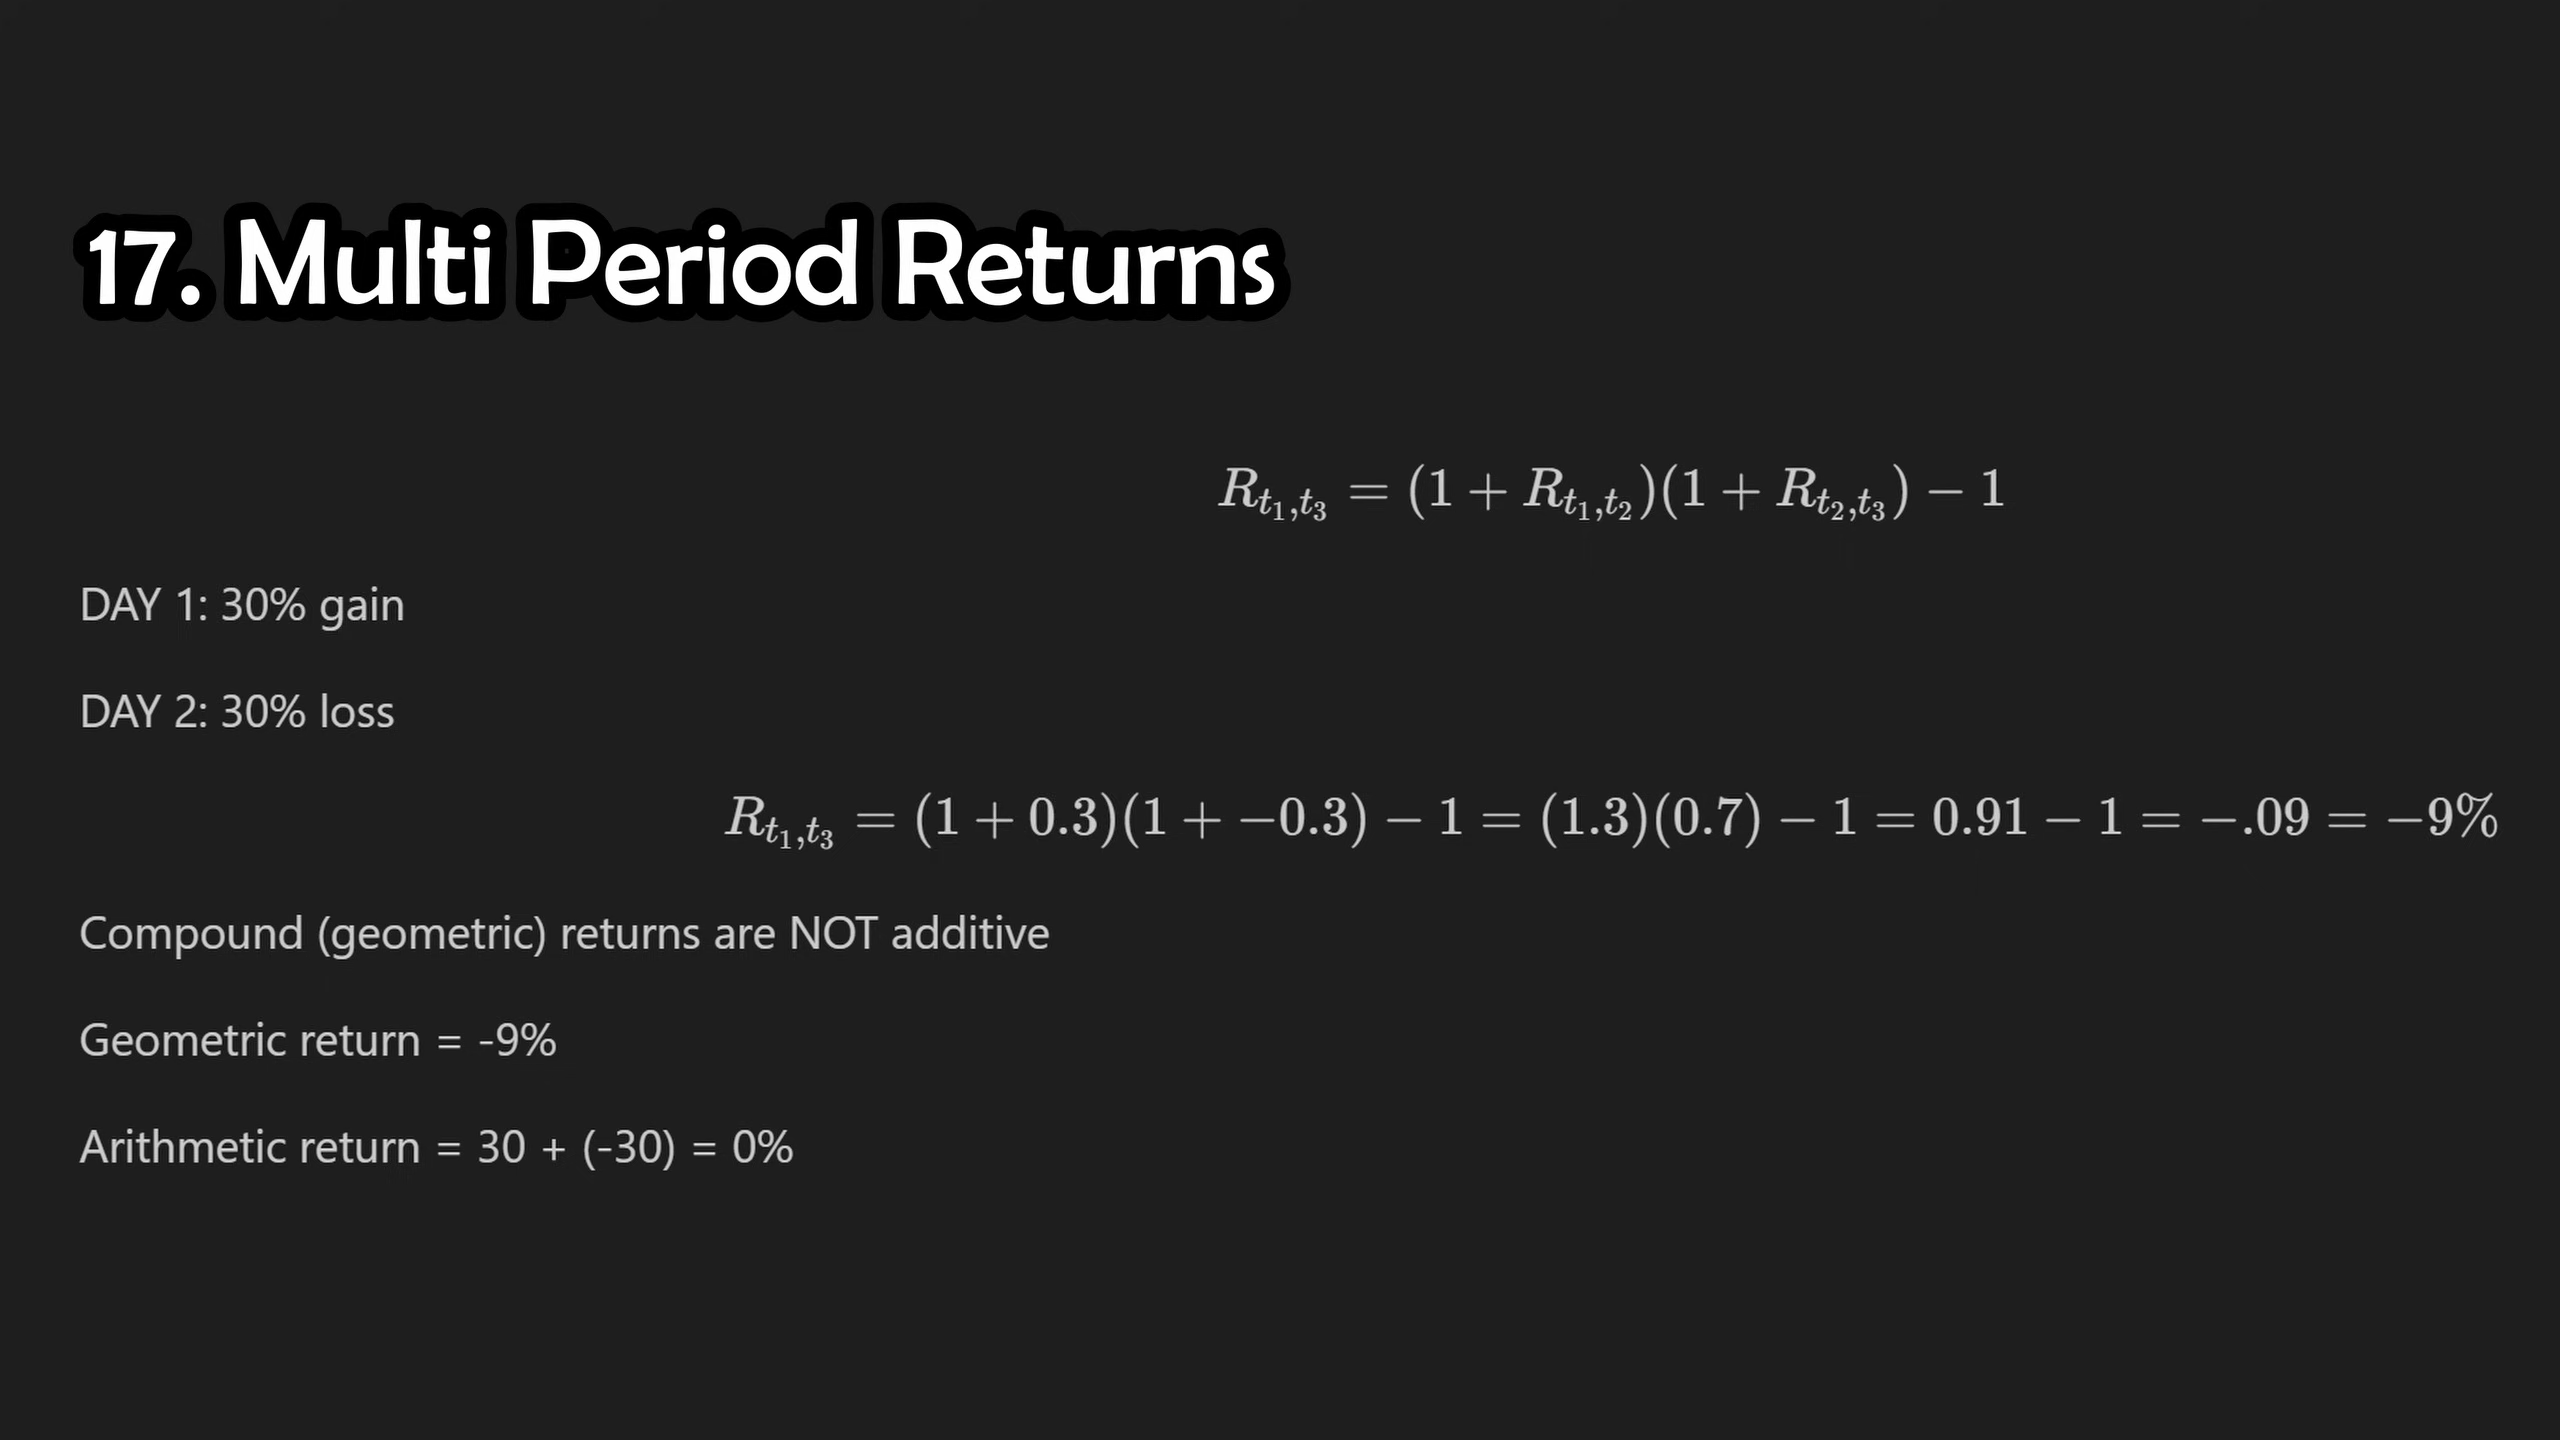 17. Multi Period Returns
R_{t_1,t_3} = (1 + R_{t_1,t_2})(1 + R_{t_2,t_3}) − 1
DAY 1: 30% gain
DAY 2: 30% loss
R_{t_1,t_3} = (1 + 0.3)(1 + −0.3) − 1 = (1.3)(0.7) − 1 = 0.91 − 1 = −.09 = −9%
Compound (geometric) returns are NOT additive
Geometric return = -9%
Arithmetic return = 30 + (-30) = 0%